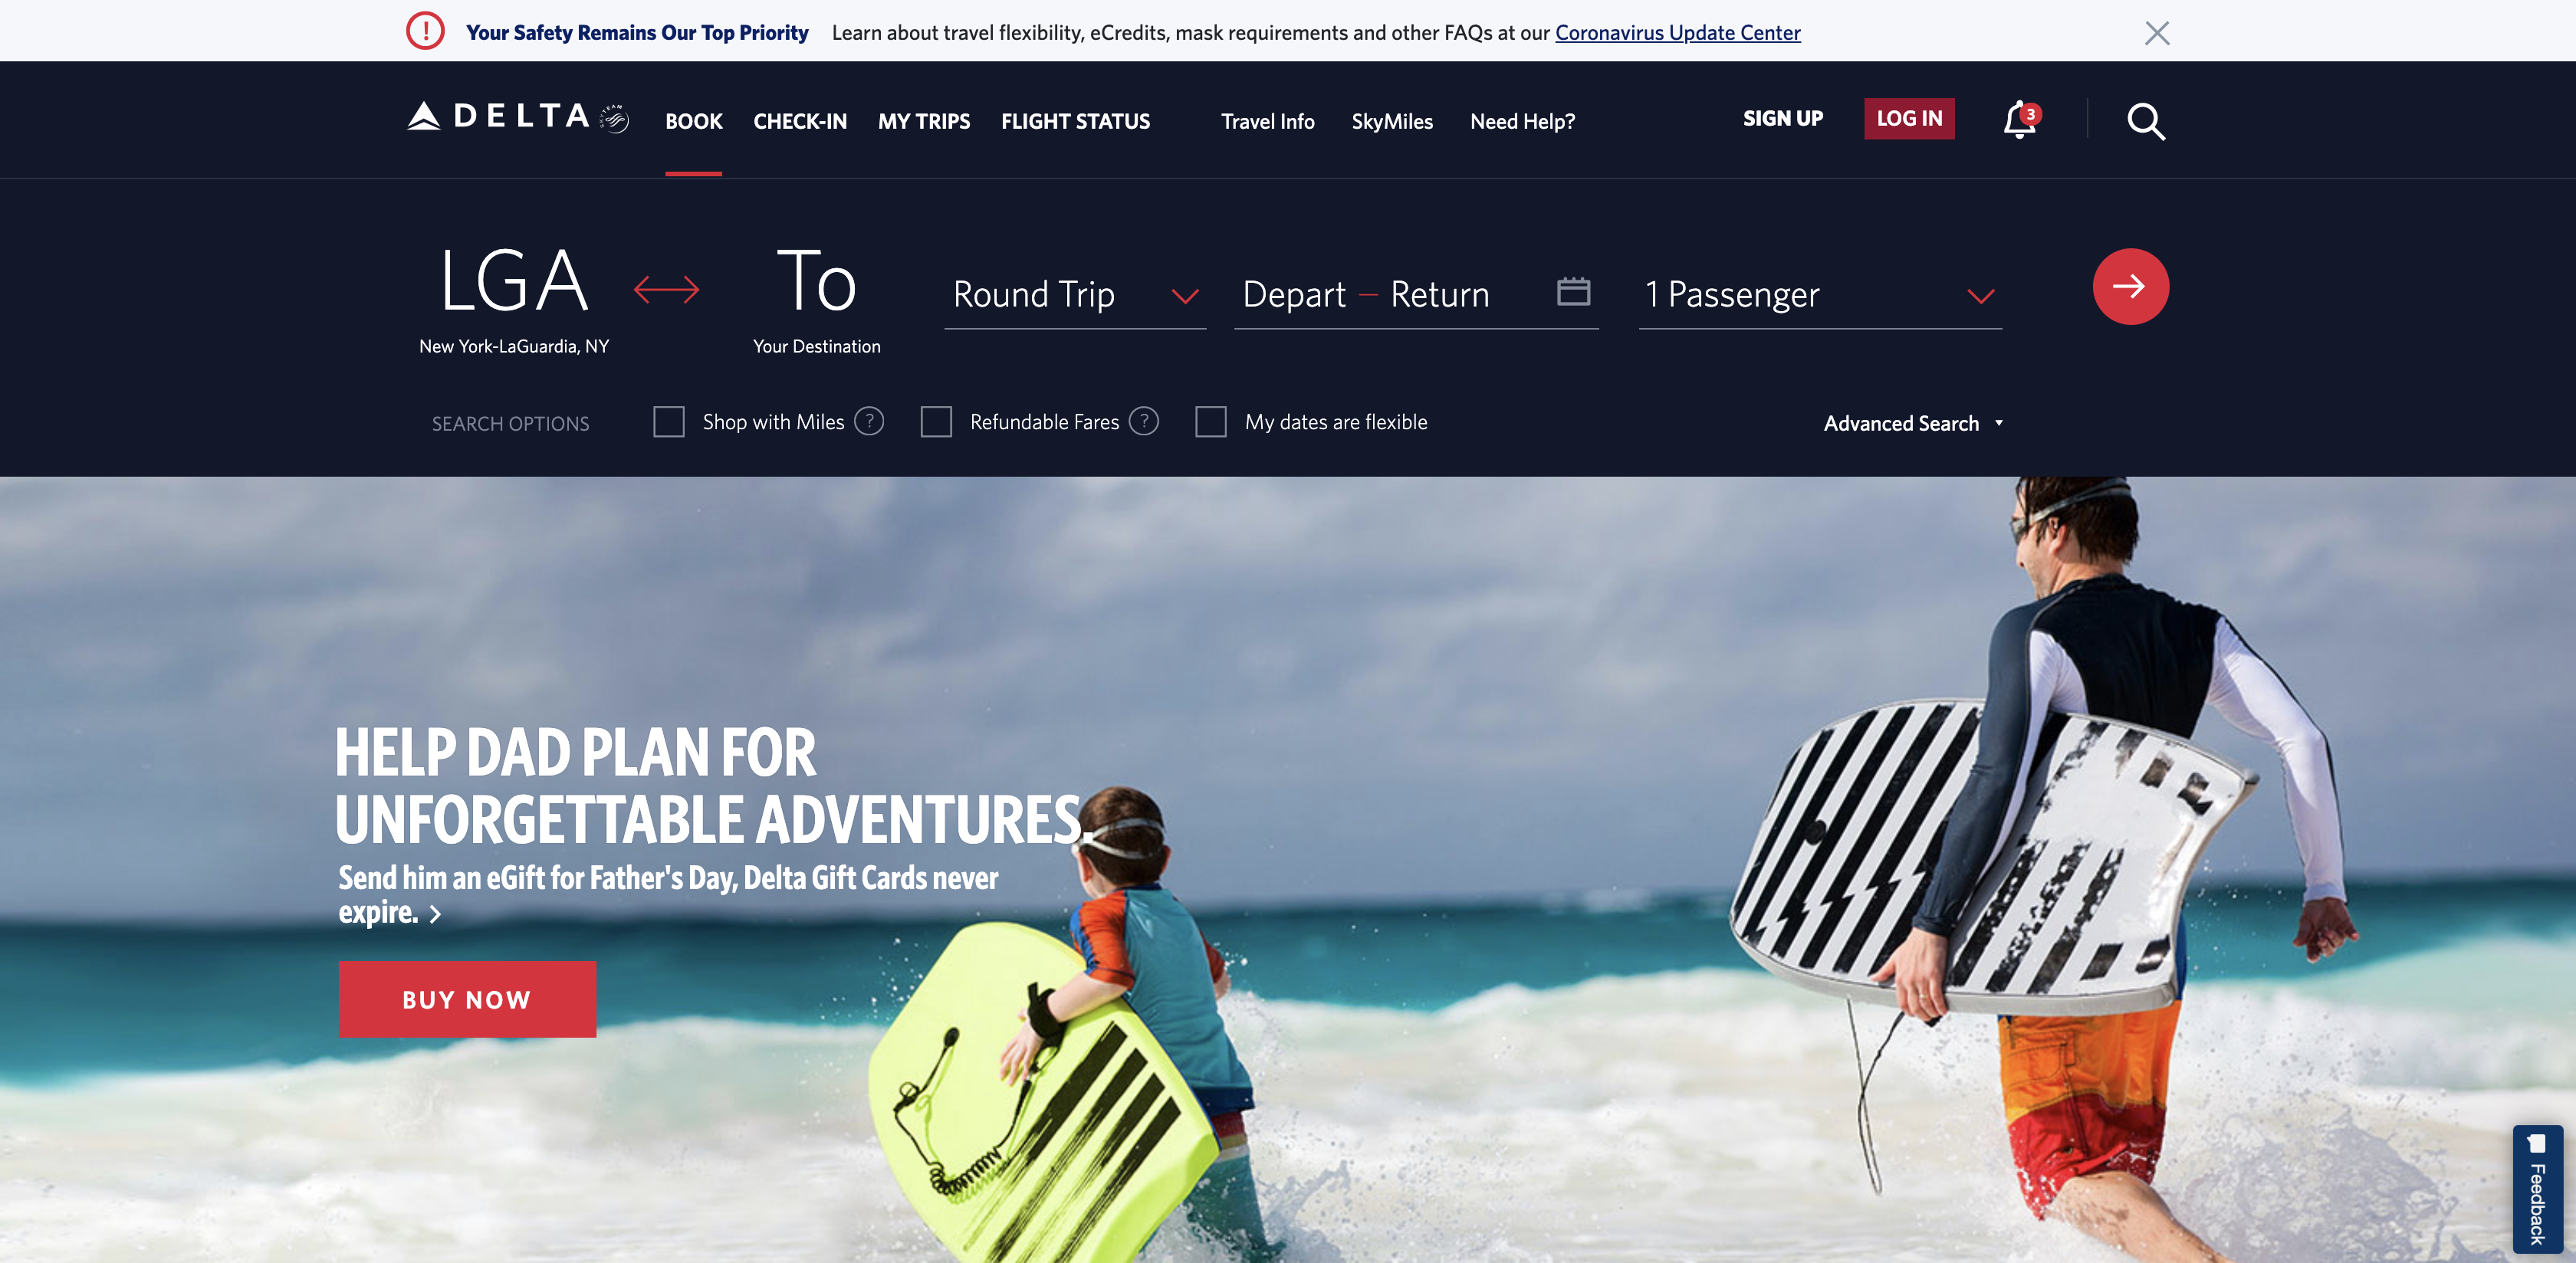 Your Safety Remains Our Top Priority Learn about travel flexibility, eCredits, mask requirements and other FAQs at our Coronavirus Update Center
DELTA BOOK CHECK-IN MY TRIPS FLIGHT STATUS Travel Info SkyMiles Need Help? SIGN UP LOG IN 3
LGA To Round Trip Depart – Return 1 Passenger
New York-LaGuardia, NY Your Destination
SEARCH OPTIONS Shop with Miles ? Refundable Fares ? My dates are flexible Advanced Search
HELP DAD PLAN FOR
UNFORGETTABLE ADVENTURES.
Send him an eGift for Father's Day, Delta Gift Cards never
expire.
BUY NOW
Feedback